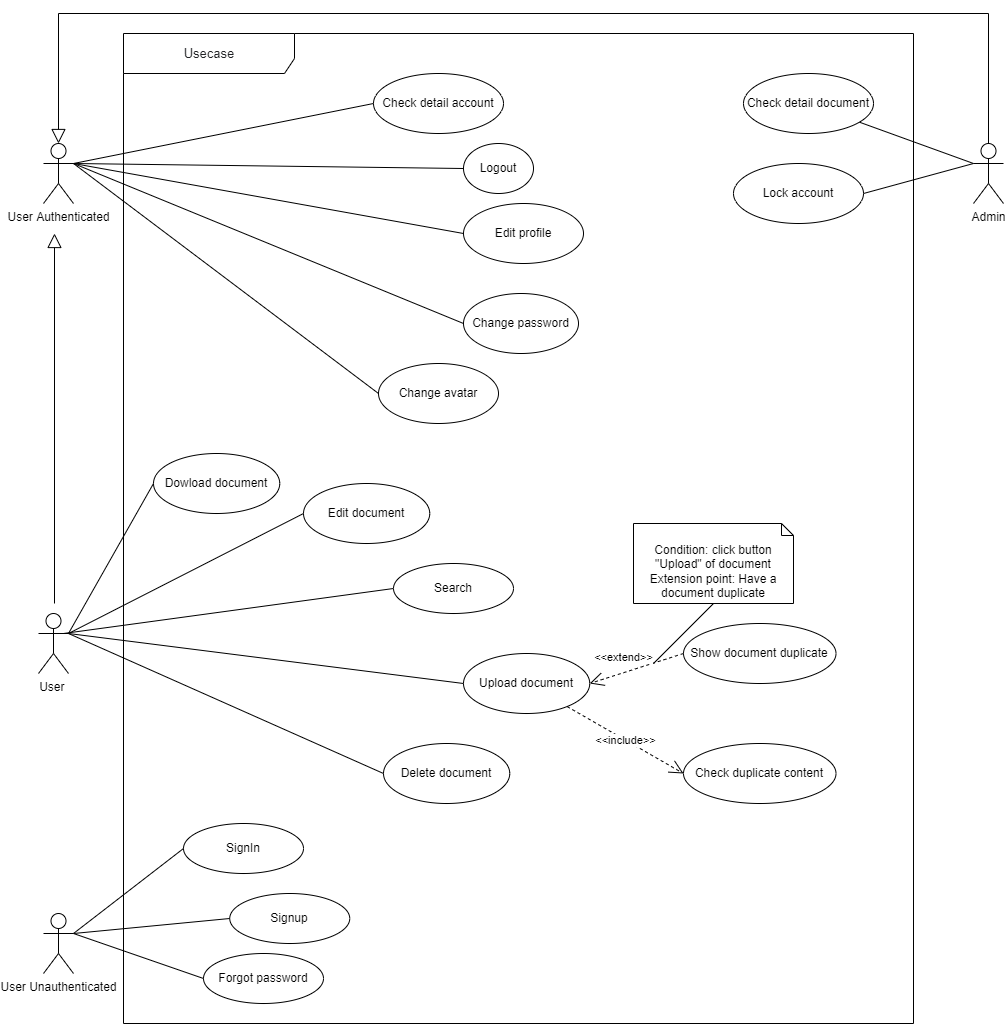 Usecase
Check detail account
Check detail document
Logout
Lock account
User Authenticated
Admin
Edit profile
Change password
Change avatar
Dowload document
Edit document
Condition: click button
"Upload" of document
Extension point: Have a
document duplicate
Search
<<extend>>
Show document duplicate
User
Upload document
<<include>>
Delete document
Check duplicate content
SignIn
Signup
Forgot password
User Unauthenticated